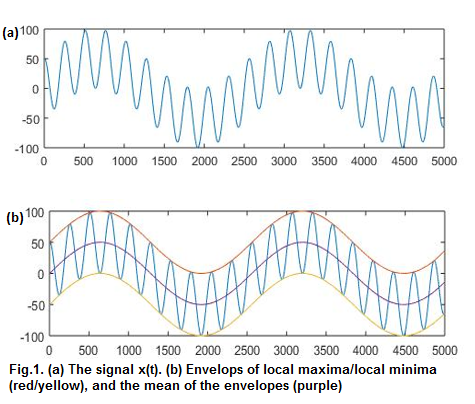 (a)
100
50
0
-50
-100
0 500 1000 1500 2000 2500 3000 3500 4000 4500 5000
(b)
100
50
0
-50
-100
0 500 1000 1500 2000 2500 3000 3500 4000 4500 5000
Fig.1. (a) The signal x(t). (b) Envelops of local maxima/local minima
(red/yellow), and the mean of the envelopes (purple)